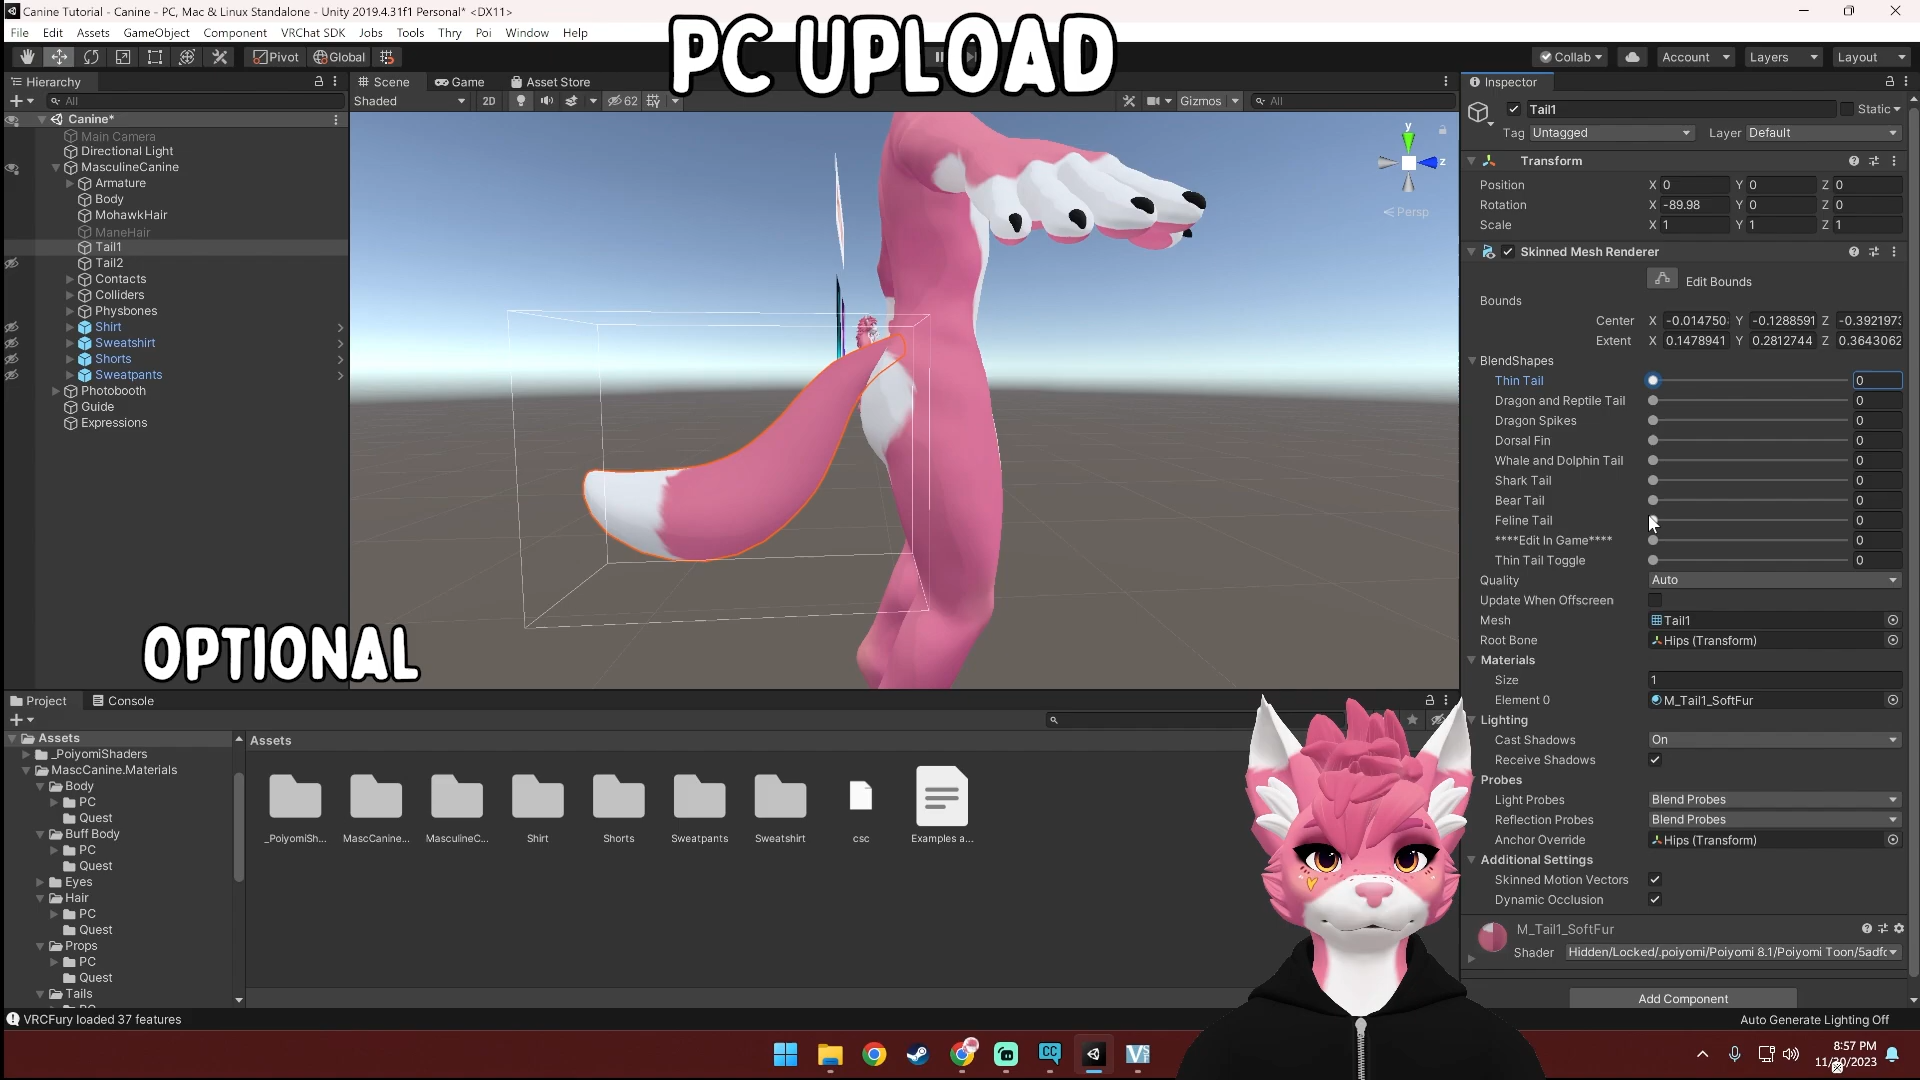 Canine Tutorial - Canine - PC, Mac & Linux Standalone - Unity 2019.4.31f1 Personal* <DX11>
File Edit Assets GameObject Component VRChat SDK Jobs Tools Thry Poi Window Help
PC UPLOAD
Pivot Global Collab Account Layers Layout
Hierarchy
All
Canine*
Main Camera
Directional Light
MasculineCanine
Armature
Body
MohawkHair
ManeHair
Tail1
Tail2
Contacts
Colliders
Physbones
Shirt
Sweatshirt
Shorts
Sweatpants
Photobooth
Guide
Expressions
Scene Game Asset Store
Shaded 2D 62 Gizmos All
y
z
Persp
OPTIONAL
Inspector
Tail1 Static
Tag Untagged Layer Default
Transform
Position X 0 Y 0 Z 0
Rotation X -89.98 Y 0 Z 0
Scale X 1 Y 1 Z 1
Skinned Mesh Renderer
Edit Bounds
Bounds
Center X -0.014750 Y -0.1288591 Z -0.392197
Extent X 0.1478941 Y 0.2812744 Z 0.3643062
BlendShapes
Thin Tail 0
Dragon and Reptile Tail 0
Dragon Spikes 0
Dorsal Fin 0
Whale and Dolphin Tail 0
Shark Tail 0
Bear Tail 0
Feline Tail 0
****Edit In Game**** 0
Thin Tail Toggle 0
Quality Auto
Update When Offscreen
Mesh Tail1
Root Bone Hips (Transform)
Materials
Size 1
Element 0 M_Tail1_SoftFur
Lighting
Cast Shadows On
Receive Shadows
Probes
Light Probes Blend Probes
Reflection Probes Blend Probes
Anchor Override Hips (Transform)
Additional Settings
Skinned Motion Vectors
Dynamic Occlusion
M_Tail1_SoftFur
Shader Hidden/Locked/.poiyomi/Poiyomi 8.1/Poiyomi Toon/5adfc
Add Component
Project Console
Assets
_PoiyomiShaders
MascCanine.Materials
Body
PC
Quest
Buff Body
PC
Quest
Eyes
Hair
PC
Quest
Props
PC
Quest
Tails
Assets
_PoiyomiSh... MascCanine... MasculineC... Shirt Shorts Sweatpants Sweatshirt csc Examples a...
VRCFury loaded 37 features
Auto Generate Lighting Off
CC
8:57 PM